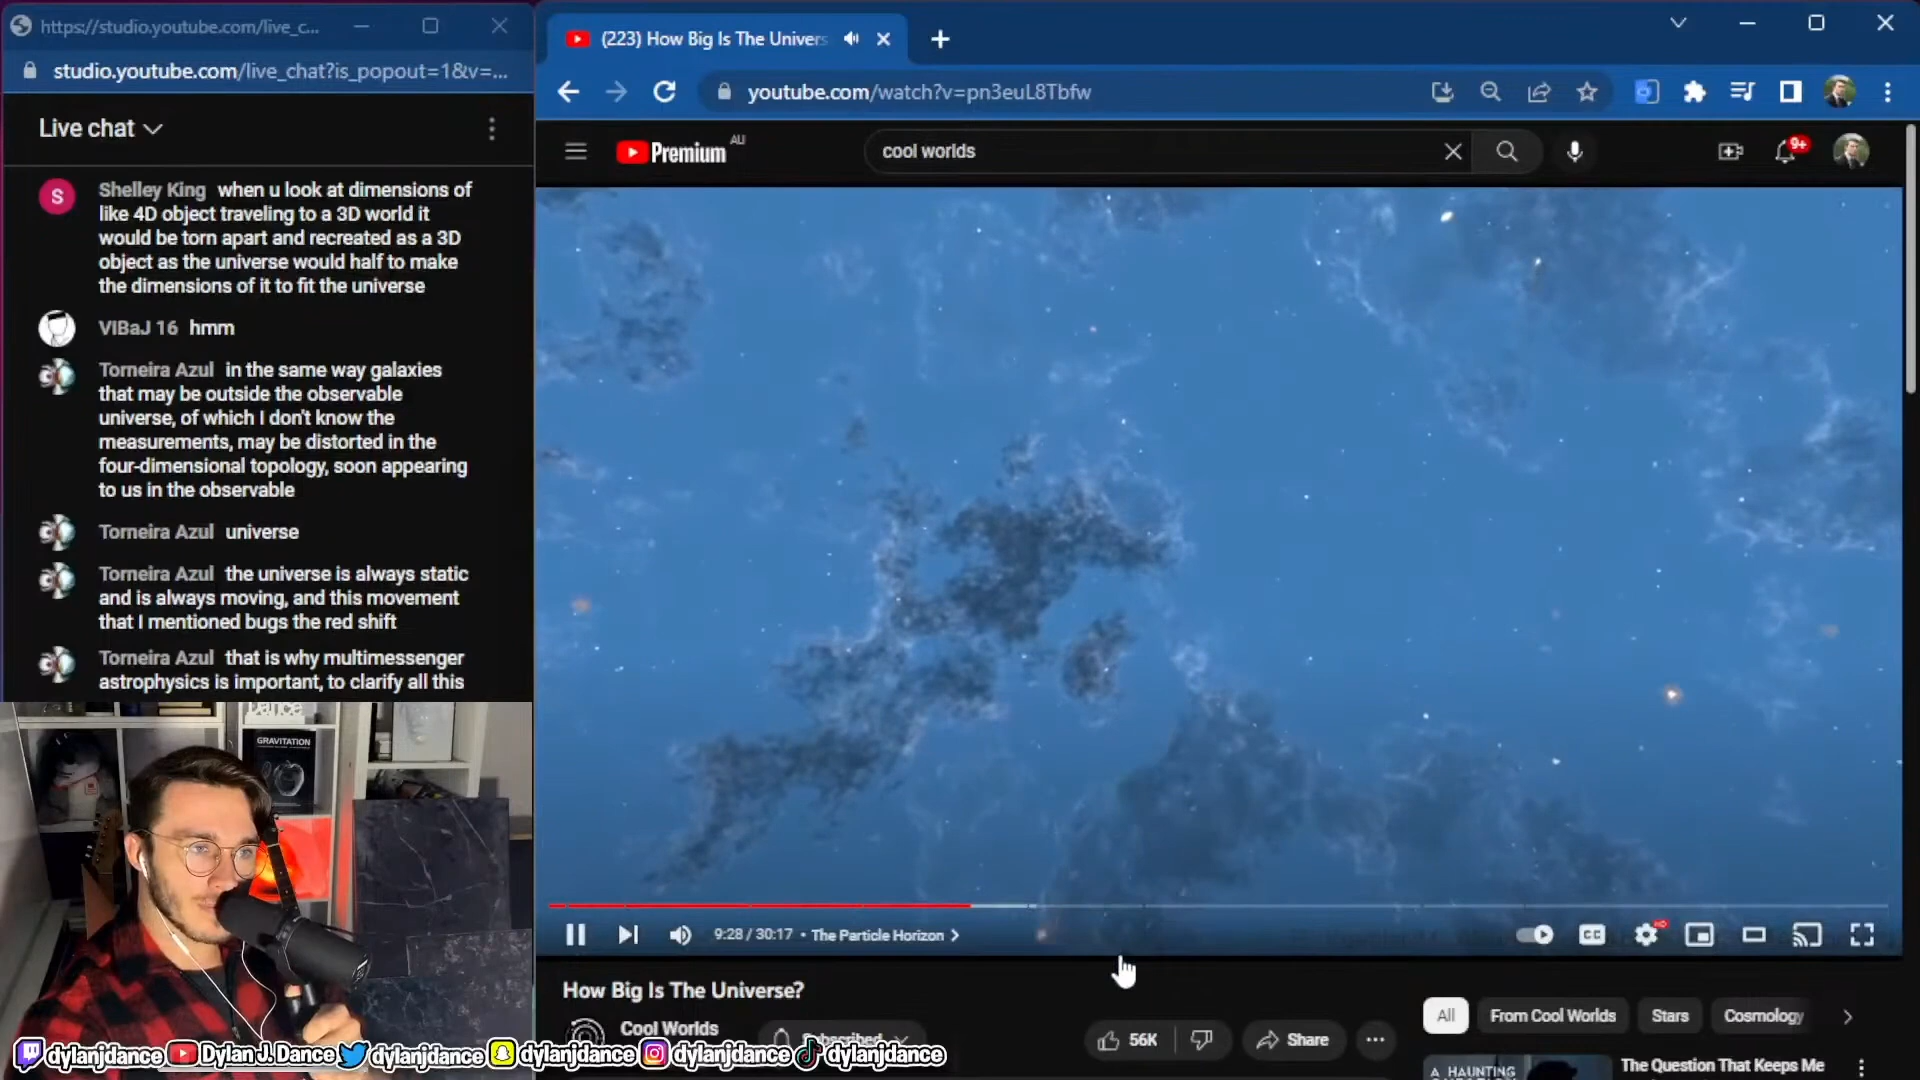 https://studio.youtube.com/live_c...
studio.youtube.com/live_chat?is_popout=1&v=...
Live chat
S
Shelley King when u look at dimensions of
like 4D object traveling to a 3D world it
would be torn apart and recreated as a 3D
object as the universe would half to make
the dimensions of it to fit the universe
VIBaJ 16 hmm
Torneira Azul in the same way galaxies
that may be outside the observable
universe, of which I don't know the
measurements, may be distorted in the
four-dimensional topology, soon appearing
to us in the observable
Torneira Azul universe
Torneira Azul the universe is always static
and is always moving, and this movement
that I mentioned bugs the red shift
Torneira Azul that is why multimessenger
astrophysics is important, to clarify all this
Dance
GRAVITATION
(223) How Big Is The Univers
youtube.com/watch?v=pn3euL8Tbfw
Premium AU
cool worlds
9+
9:28 / 30:17 • The Particle Horizon
CC
HD
How Big Is The Universe?
Cool Worlds
Subscribed
56K
Share
All
From Cool Worlds
Stars
Cosmology
A HAUNTING
The Question That Keeps Me
dylanjdance Dylan J. Dance dylanjdance dylanjdance dylanjdance dylanjdance